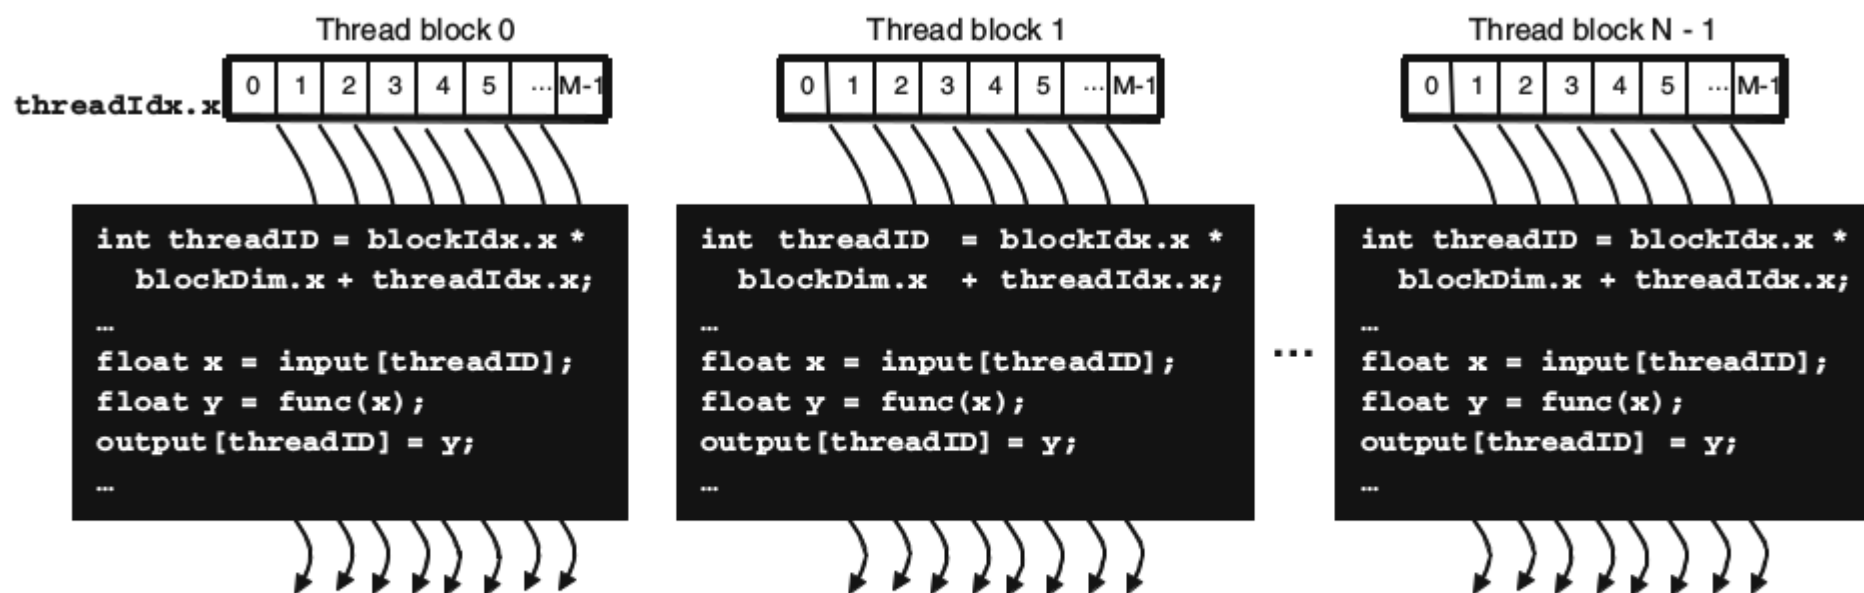 Thread block 0
threadIdx.x
0 1 2 3 4 5 ... M-1
int threadID = blockIdx.x *
blockDim.x + threadIdx.x;
…
float x = input[threadID];
float y = func(x);
output[threadID] = y;
…
Thread block 1
0 1 2 3 4 5 ... M-1
int threadID = blockIdx.x *
blockDim.x + threadIdx.x;
…
float x = input[threadID];
float y = func(x);
output[threadID] = y;
…
...
Thread block N - 1
0 1 2 3 4 5 ... M-1
int threadID = blockIdx.x *
blockDim.x + threadIdx.x;
…
float x = input[threadID];
float y = func(x);
output[threadID] = y;
…